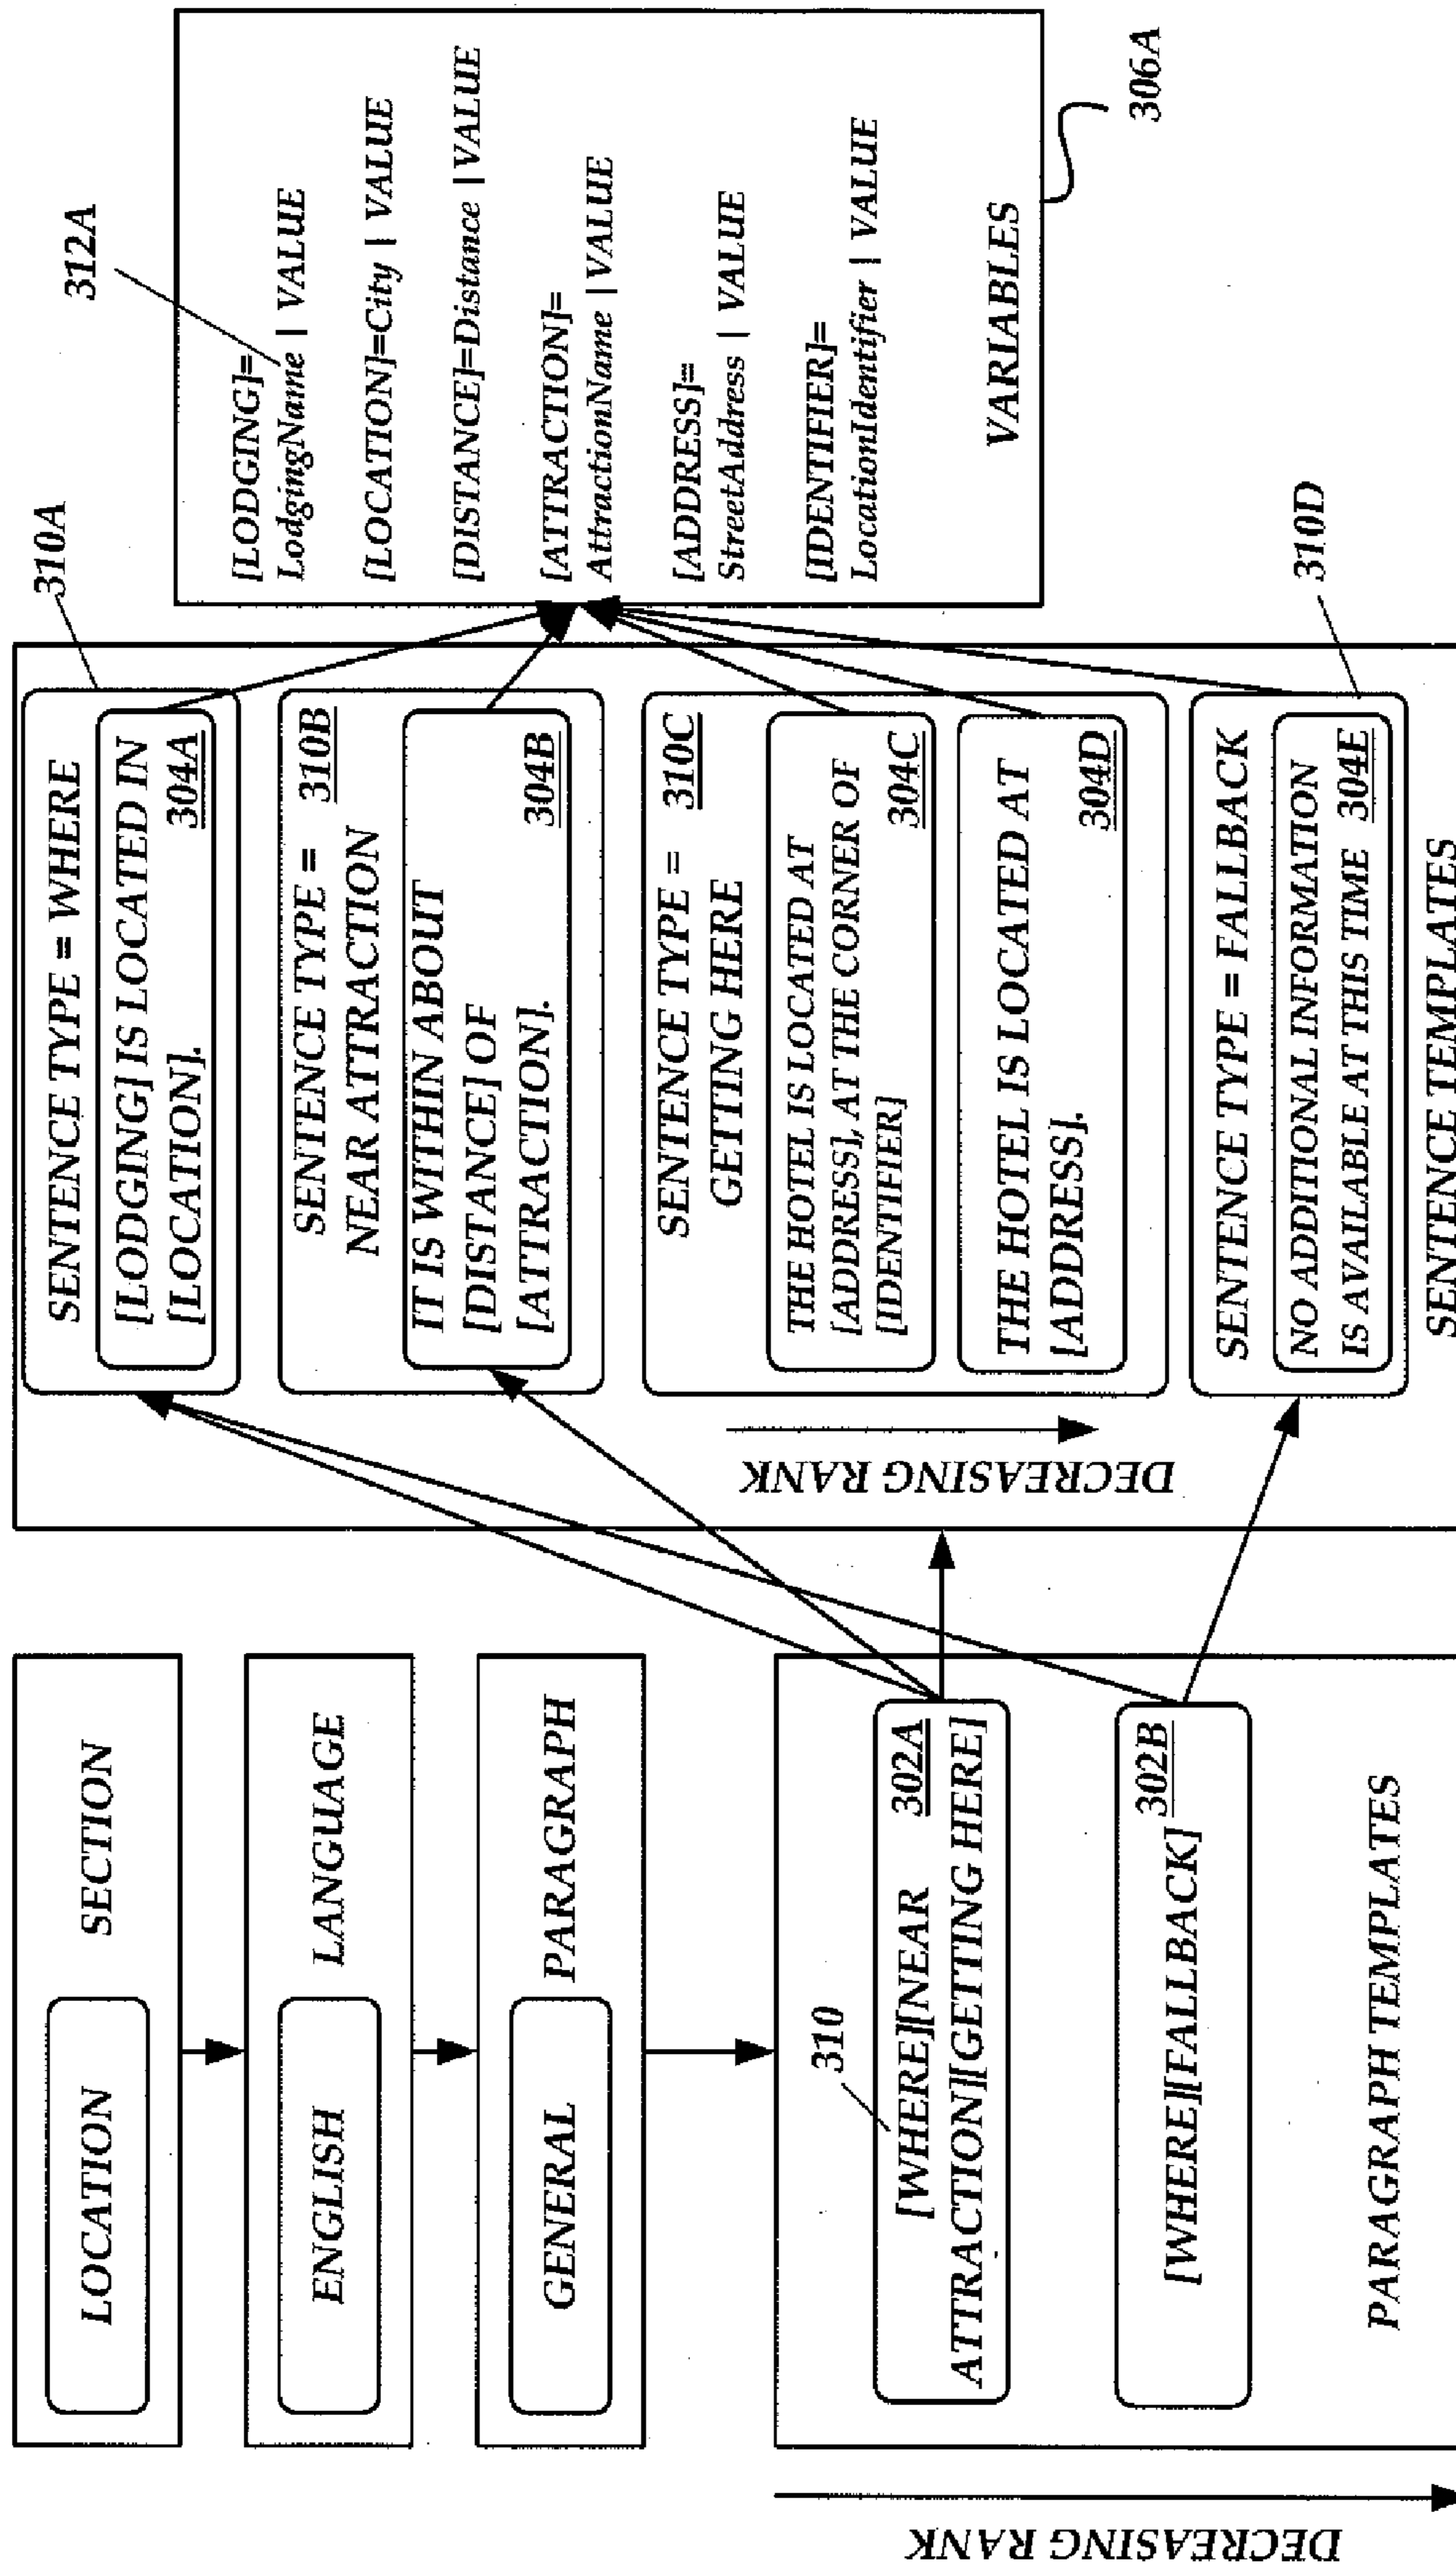 LOCATION
SECTION
ENGLISH
LANGUAGE
GENERAL
PARAGRAPH
310
[WHERE][NEAR 302A
ATTRACTION][GETTING HERE]
302B
[WHERE][FALLBACK]
PARAGRAPH TEMPLATES
DECREASING RANK
310A
SENTENCE TYPE = WHERE
[LODGING] IS LOCATED IN
[LOCATION]. 304A
SENTENCE TYPE = 310B
NEAR ATTRACTION
IT IS WITHIN ABOUT
[DISTANCE] OF
[ATTRACTION]. 304B
SENTENCE TYPE = 310C
GETTING HERE
THE HOTEL IS LOCATED AT
[ADDRESS], AT THE CORNER OF
[IDENTIFIER] 304C
THE HOTEL IS LOCATED AT
[ADDRESS]. 304D
DECREASING RANK
310D
SENTENCE TYPE = FALLBACK
NO ADDITIONAL INFORMATION
IS AVAILABLE AT THIS TIME 304E
SENTENCE TEMPLATES
312A
[LODGING]=
LodgingName | VALUE
[LOCATION]=City | VALUE
[DISTANCE]=Distance |VALUE
[ATTRACTION]=
AttractionName |VALUE
[ADDRESS]=
StreetAddress | VALUE
[IDENTIFIER]=
LocationIdentifier | VALUE
VARIABLES
306A